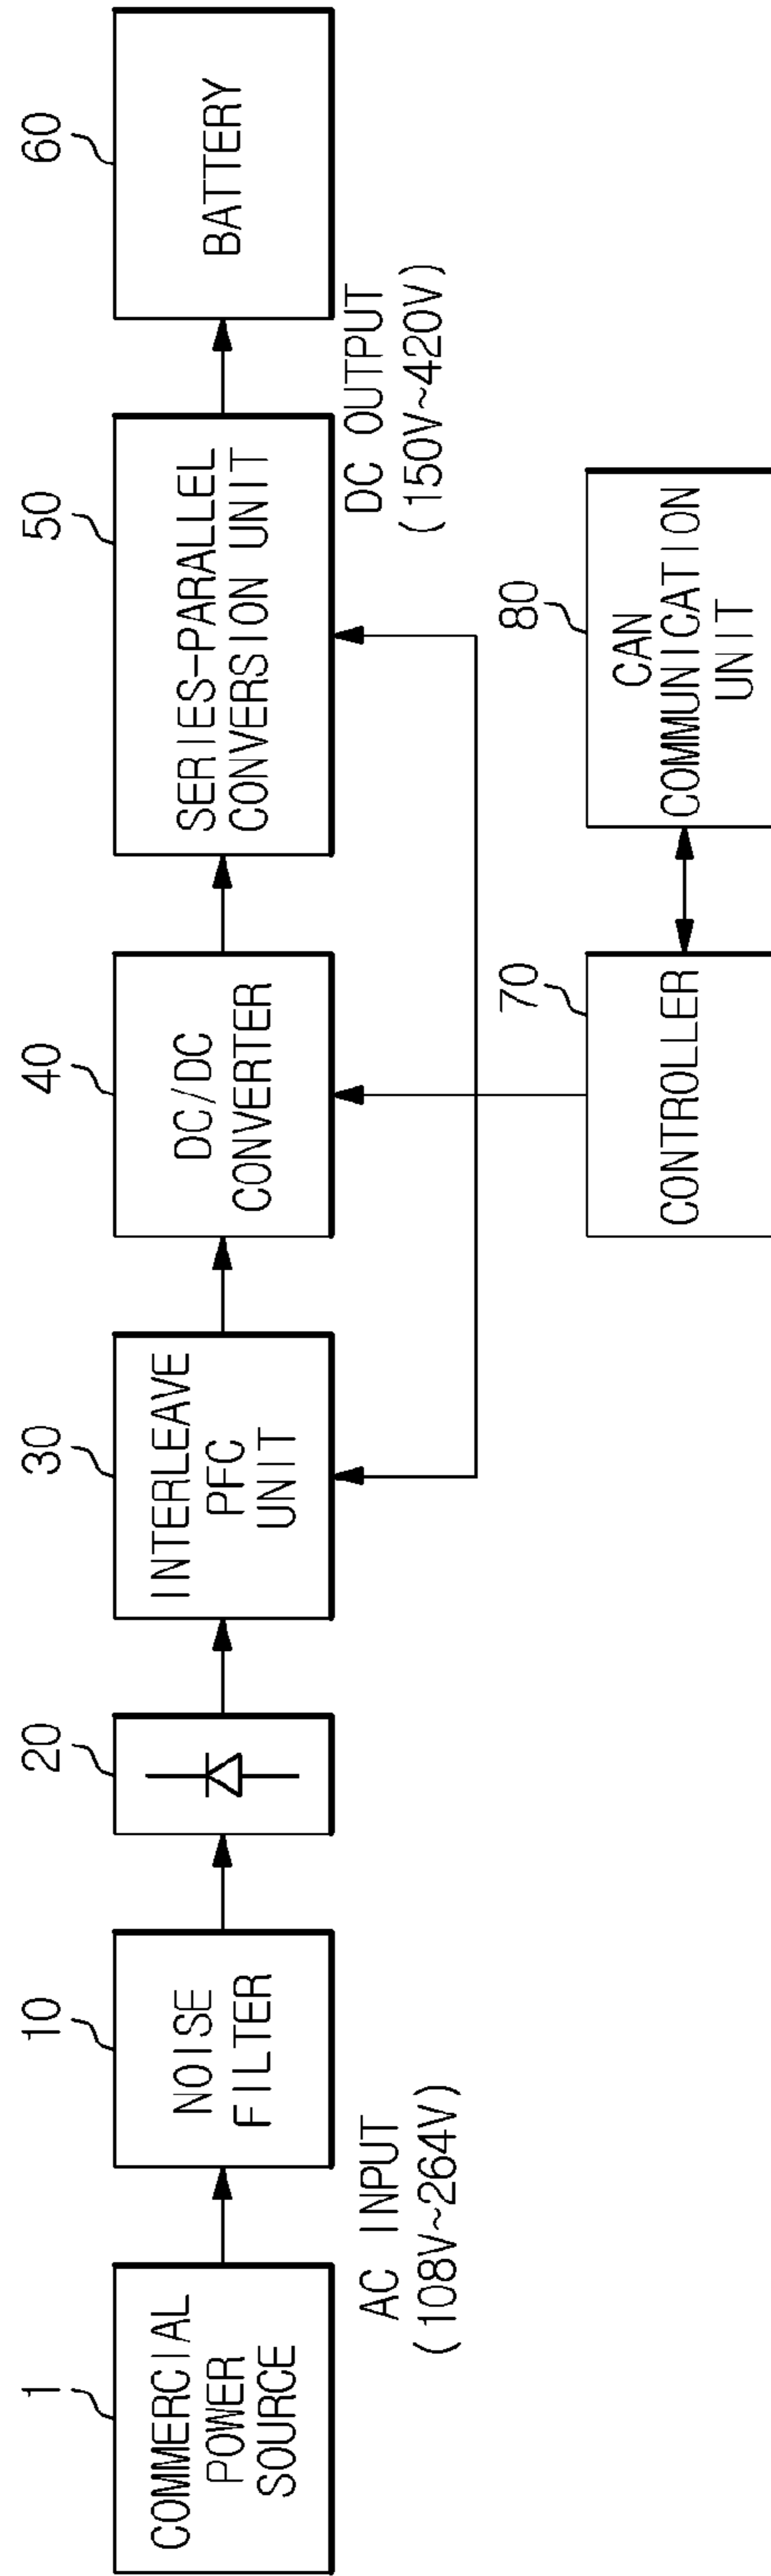 1
COMMERCIAL
POWER
SOURCE
AC INPUT
(108V~264V)
10
NOISE
FILTER
20
30
INTERLEAVE
PFC
UNIT
40
DC/DC
CONVERTER
50
SERIES-PARALLEL
CONVERSION UNIT
DC OUTPUT
(150V~420V)
60
BATTERY
70
CONTROLLER
80
CAN
COMMUNICATION
UNIT